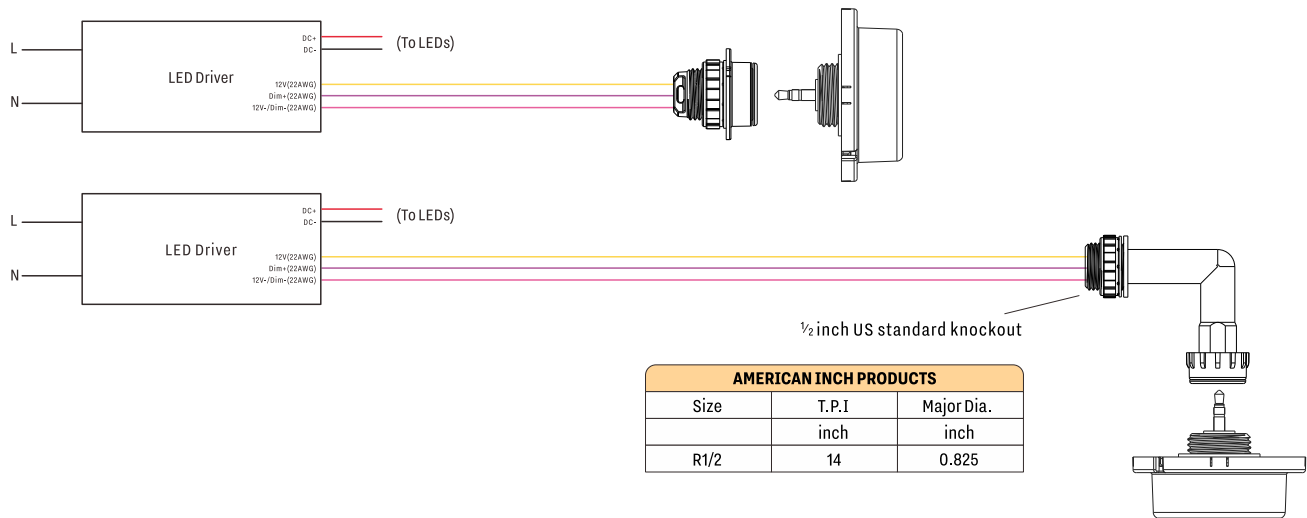 L
N
LED Driver
DC+
DC-
(To LEDs)
12V(22AWG)
Dim+(22AWG)
12V-/Dim-(22AWG)
L
N
LED Driver
DC+
DC-
(To LEDs)
12V(22AWG)
Dim+(22AWG)
12V-/Dim-(22AWG)
½ inch US standard knockout
AMERICAN INCH PRODUCTS
Size T.P.I Major Dia.
inch inch
R1/2 14 0.825